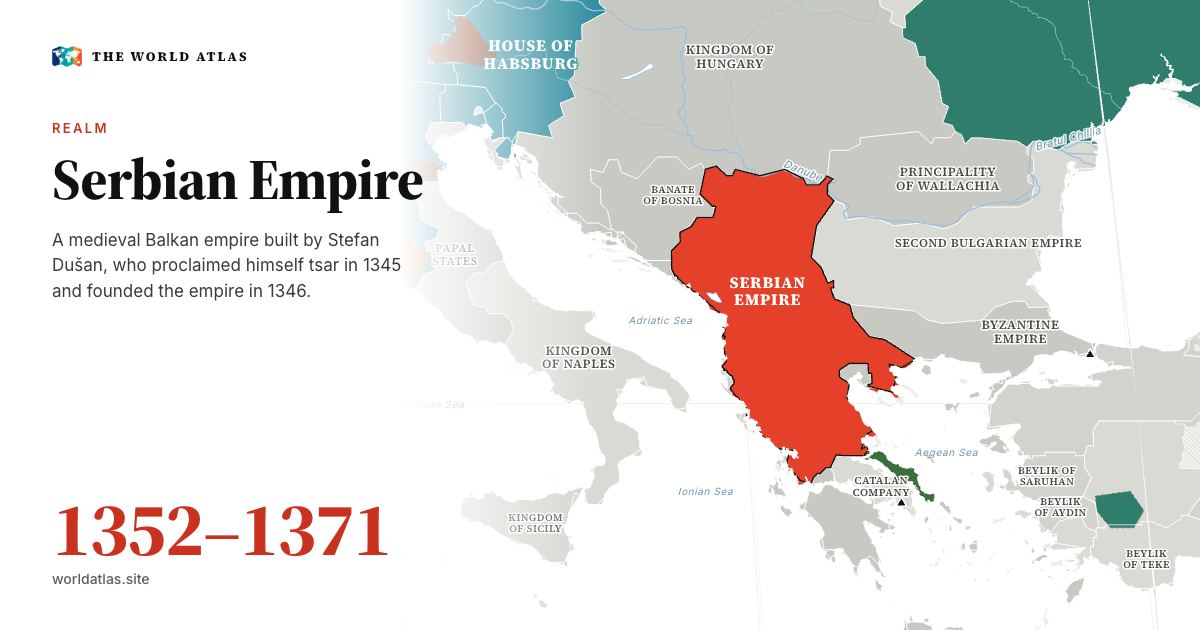 THE WORLD ATLAS
REALM
Serbian Empire
A medieval Balkan empire built by Stefan
Dušan, who proclaimed himself tsar in 1345
and founded the empire in 1346.
1352–1371
worldatlas.site
HOUSE OF
HABSBURG
KINGDOM OF
HUNGARY
Bratul Chilia
Danube
PRINCIPALITY
OF WALLACHIA
BANATE
OF BOSNIA
PAPAL
STATES
SECOND BULGARIAN EMPIRE
SERBIAN
EMPIRE
Adriatic Sea
BYZANTINE
EMPIRE
KINGDOM
OF NAPLES
Sea
Aegean Sea
BEYLIK OF
SARUHAN
CATALAN
COMPANY
Ionian Sea
BEYLIK
OF AYDIN
KINGDOM
OF SICILY
BEYLIK
OF TEKE